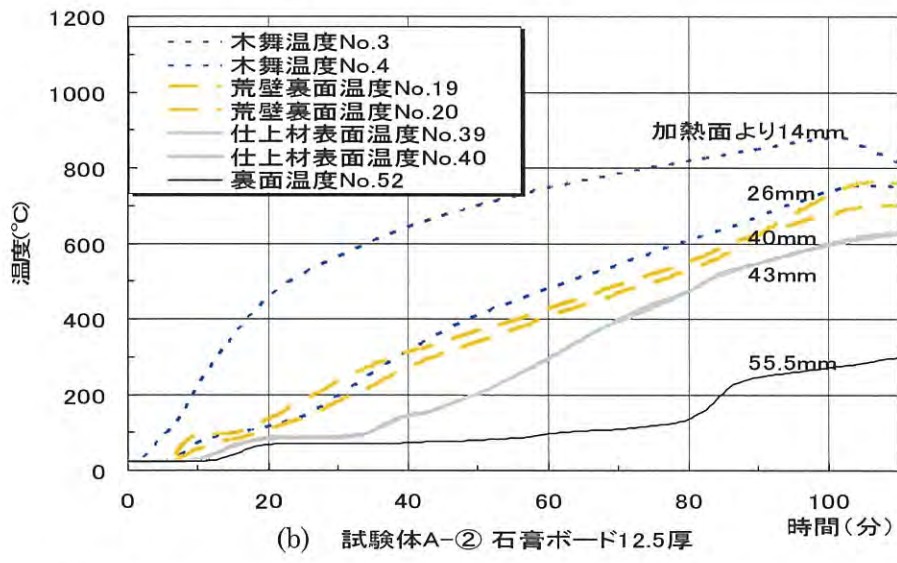 1200
1000
800
600
400
200
0
温度(℃)
木舞温度No.3
木舞温度No.4
荒壁裏面温度No.19
荒壁裏面温度No.20
仕上材表面温度No.39
仕上材表面温度No.40
裏面温度No.52
加熱面より14mm
26mm
40mm
43mm
55.5mm
0 20 40 60 80 100
時間(分)
(b) 試験体A-② 石膏ボード12.5厚